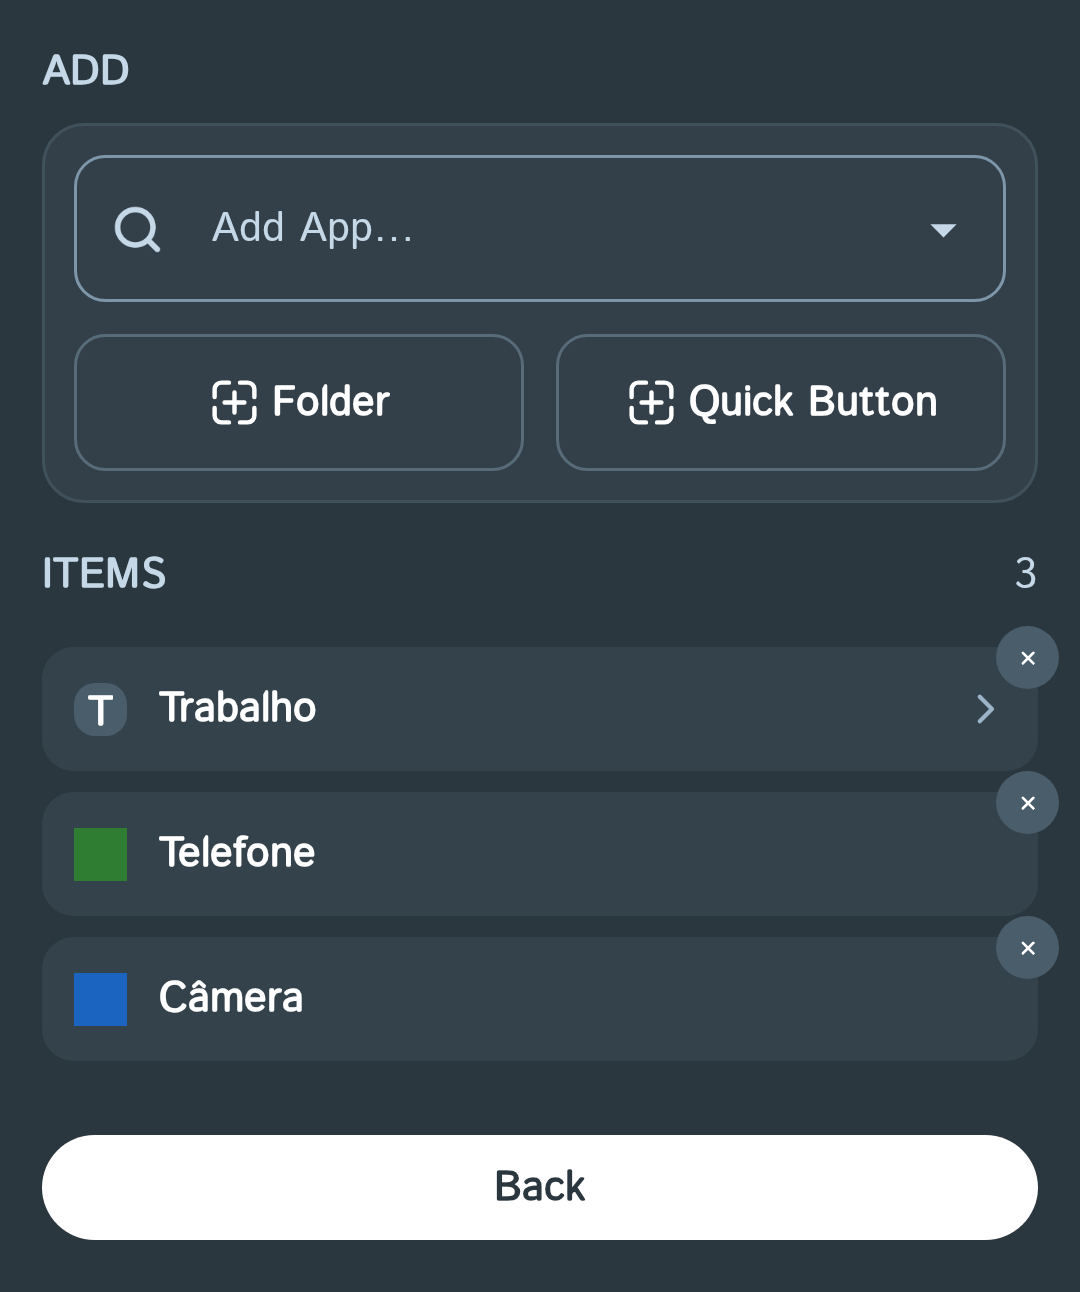 ADD
Add App...
Folder
Quick Button
ITEMS
3
T
Trabalho
Telefone
Câmera
Back